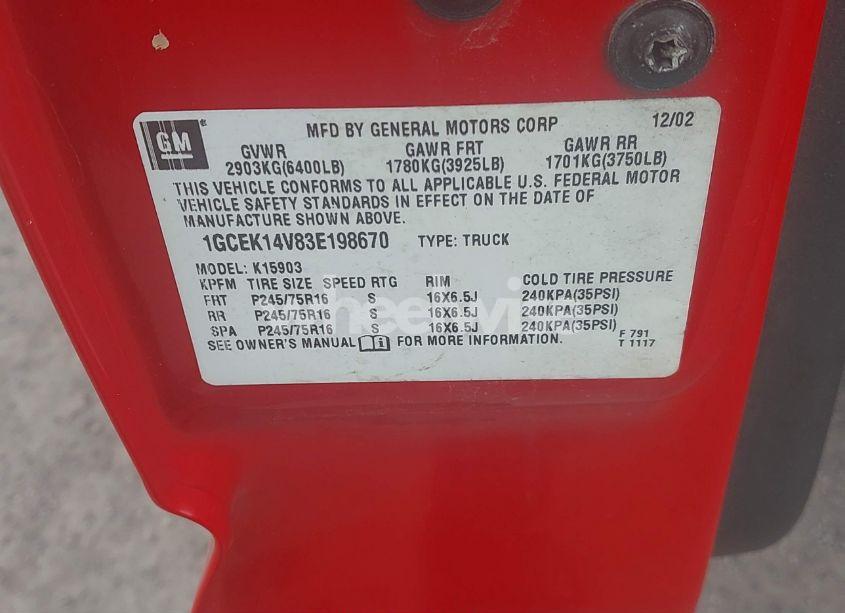 GM
MFD BY GENERAL MOTORS CORP 12/02
GVWR GAWR FRT GAWR RR
2903KG(6400LB) 1780KG(3925LB) 1701KG(3750LB)
THIS VEHICLE CONFORMS TO ALL APPLICABLE U.S. FEDERAL MOTOR
VEHICLE SAFETY STANDARDS IN EFFECT ON THE DATE OF
MANUFACTURE SHOWN ABOVE.
1GCEK14V83E198670 TYPE: TRUCK
MODEL: K15903
KPFM TIRE SIZE SPEED RTG RIM COLD TIRE PRESSURE
FRT P245/75R16 S 16X6.5J 240KPA(35PSI)
RR P245/75R16 S 16X6.5J 240KPA(35PSI)
SPA P245/75R16 S 16X6.5J 240KPA(35PSI)
SEE OWNER'S MANUAL FOR MORE INFORMATION.
F 791
T 1117